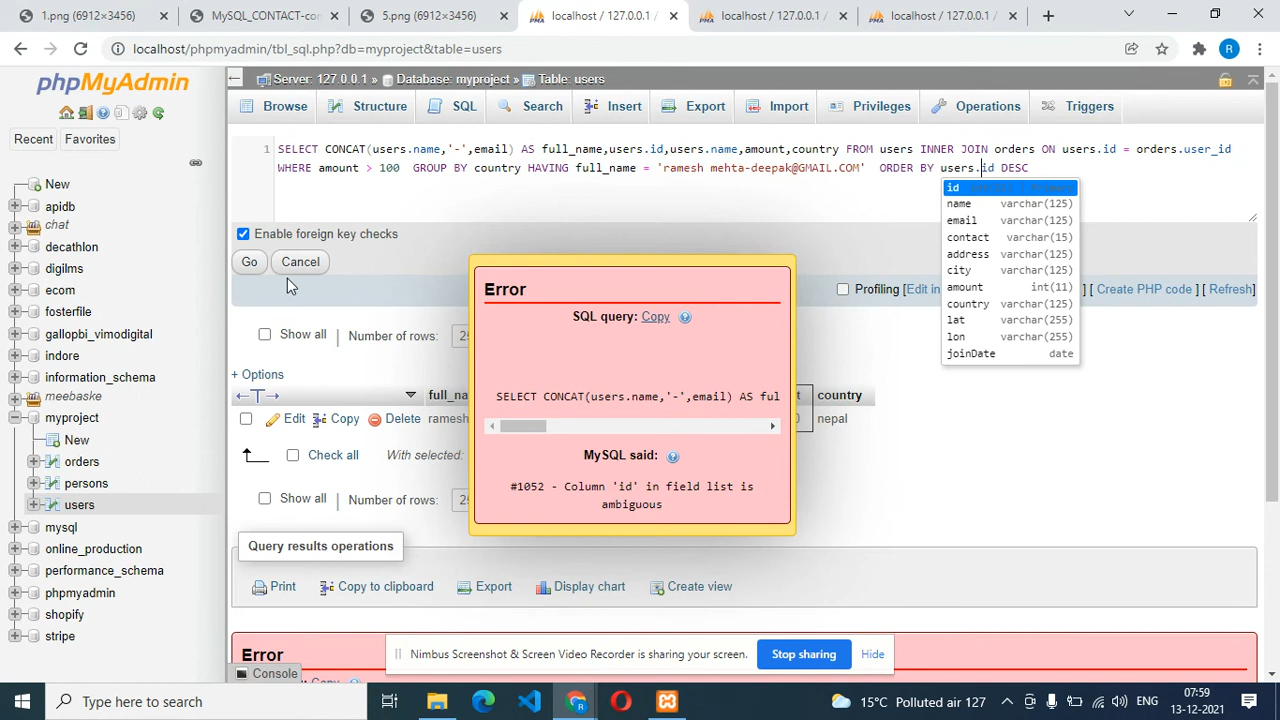 1.png (6912×3456)
MySQL_CONTACT-con
5.png (6912×3456)
localhost / 127.0.0.1 /
localhost / 127.0.0.1 /
localhost / 127.0.0.1 /
localhost/phpmyadmin/tbl_sql.php?db=myproject&table=users
R
phpMyAdmin
Recent
Favorites
New
apidb
chat
decathlon
digilms
ecom
fosterfile
gallopbi_vimodigital
indore
information_schema
meebaske
myproject
New
orders
persons
users
mysql
online_production
performance_schema
phpmyadmin
shopify
stripe
Server: 127.0.0.1 » Database: myproject » Table: users
Browse
Structure
SQL
Search
Insert
Export
Import
Privileges
Operations
Triggers
1
SELECT CONCAT(users.name,'-',email) AS full_name,users.id,users.name,amount,country FROM users INNER JOIN orders ON users.id = orders.user_id
WHERE amount > 100 GROUP BY country HAVING full_name = 'ramesh mehta-deepak@GMAIL.COM' ORDER BY users.id DESC
id
name varchar(125)
email varchar(125)
contact varchar(15)
address varchar(125)
city varchar(125)
amount int(11)
country varchar(125)
lat varchar(255)
lon varchar(255)
joinDate date
Enable foreign key checks
Go
Cancel
Profiling [Edit in
] [ Create PHP code ] [ Refresh]
Show all
Number of rows: 25
+ Options
←T→
country
Edit
Copy
Delete
nepal
Check all
With selected:
Show all
Number of rows: 25
Error
SQL query: Copy
SELECT CONCAT(users.name,'-',email) AS ful
MySQL said:
#1052 - Column 'id' in field list is
ambiguous
Query results operations
Print
Copy to clipboard
Export
Display chart
Create view
Error
Console
Nimbus Screenshot & Screen Video Recorder is sharing your screen.
Stop sharing
Hide
Type here to search
15°C Polluted air 127
ENG
07:59
13-12-2021